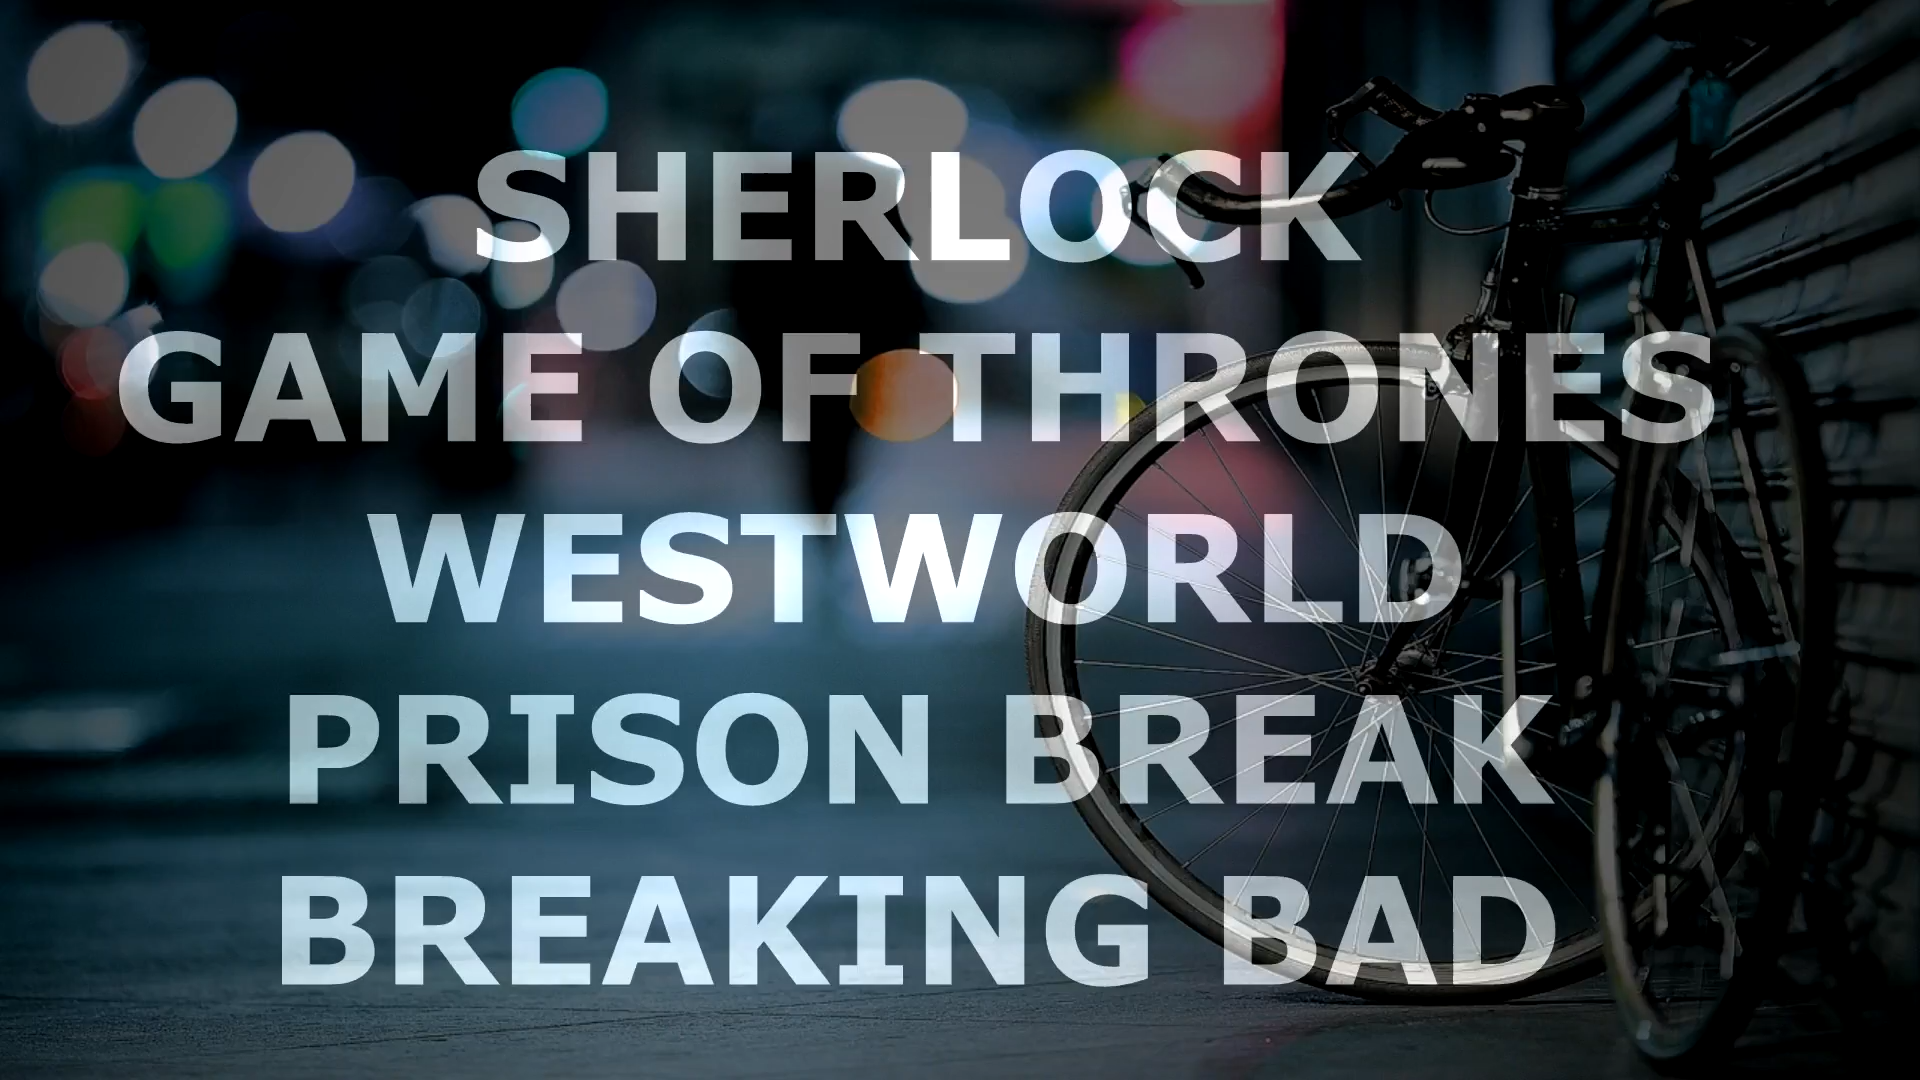 SHERLOCK
GAME OF THRONES
WESTWORLD
PRISON BREAK
BREAKING BAD